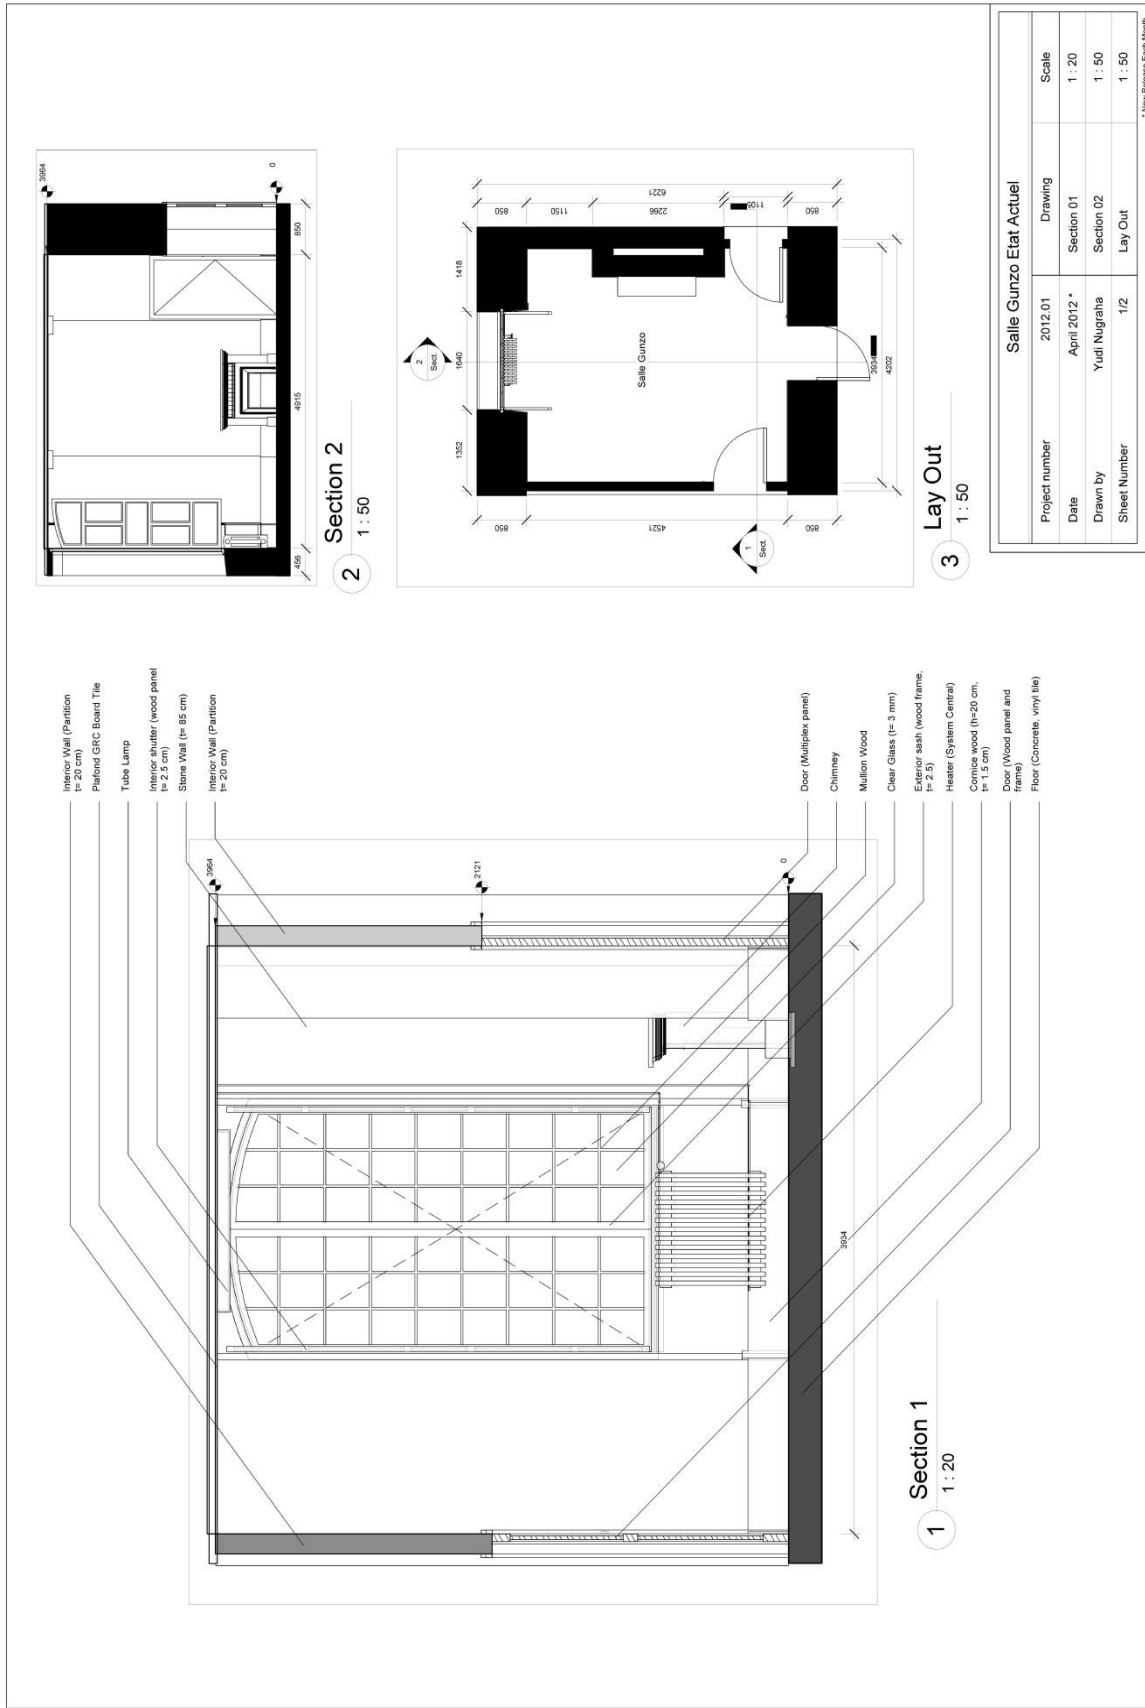 Interior Wall (Partition
t= 20 cm)
Plafond GRC Board Tile
Tube Lamp
Interior shutter (wood panel
t= 2.5 cm)
Stone Wall (t= 85 cm)
Interior Wall (Partition
t= 20 cm)
3964
2121
0
3934
Door (Multiplex panel)
Chimney
Mullion Wood
Clear Glass (t= 3 mm)
Exterior sash (wood frame,
t= 2.5)
Heater (System Central)
Cornice wood (h=20 cm,
t= 1.5 cm)
Door (Wood panel and
frame)
Floor (Concrete, vinyl tile)
1
Section 1
1 : 20
3964
0
456
4915
850
2
Section 2
1 : 50
850
1150
2266
1105
850
6221
1352
1640
1418
2
Sect.
Salle Gunzo
850
4521
850
1
Sect.
3934
4202
3
Lay Out
1 : 50
Salle Gunzo Etat Actuel
Project number 2012.01 Drawing Scale
Date April 2012 * Section 01 1 : 20
Drawn by Yudi Nugraha Section 02 1 : 50
Sheet Number 1/2 Lay Out 1 : 50
* New Release Each Month